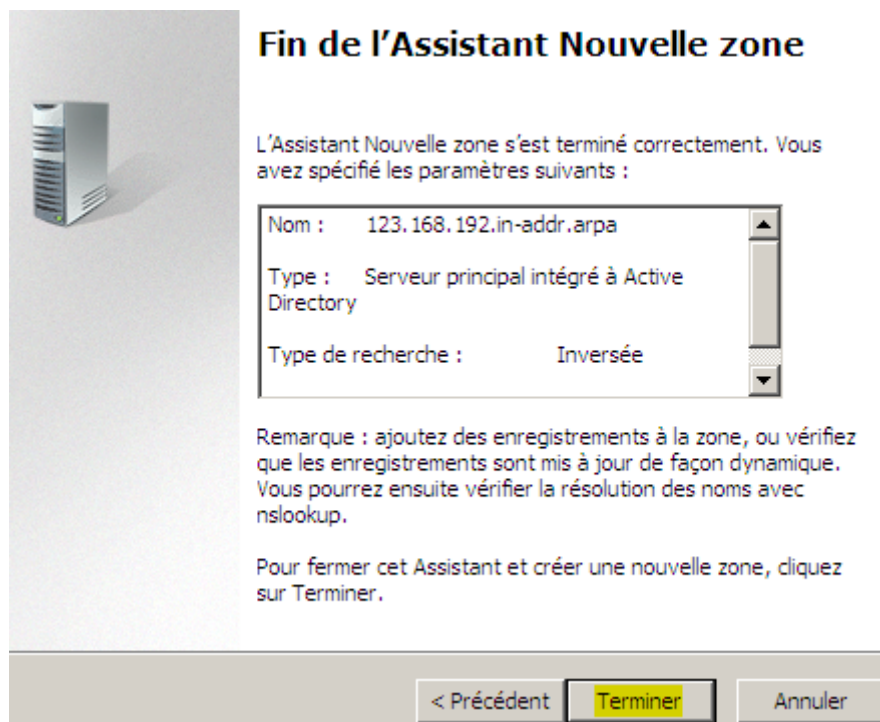 Fin de l'Assistant Nouvelle zone
L'Assistant Nouvelle zone s'est terminé correctement. Vous
avez spécifié les paramètres suivants :
Nom : 123.168.192.in-addr.arpa
Type : Serveur principal intégré à Active
Directory
Type de recherche : Inversée
Remarque : ajoutez des enregistrements à la zone, ou vérifiez
que les enregistrements sont mis à jour de façon dynamique.
Vous pourrez ensuite vérifier la résolution des noms avec
nslookup.
Pour fermer cet Assistant et créer une nouvelle zone, cliquez
sur Terminer.
< Précédent Terminer Annuler